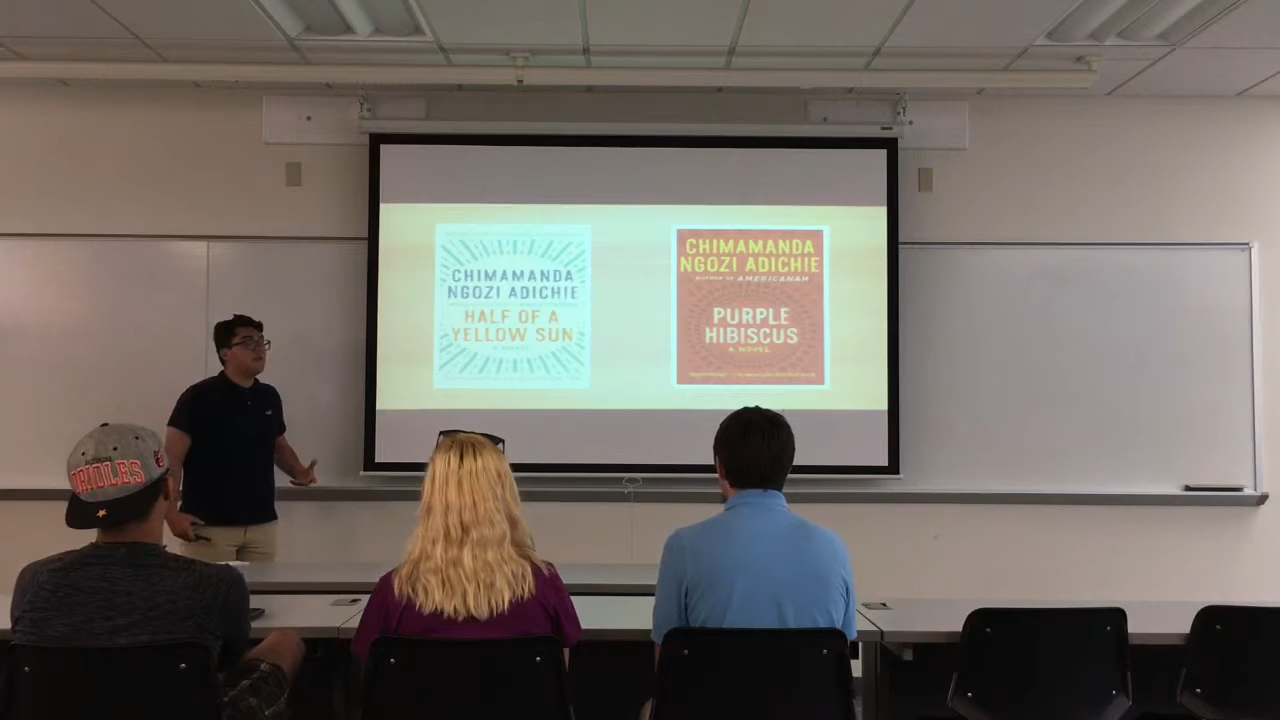 CHIMAMANDA
NGOZI ADICHIE
HALF OF A
YELLOW SUN
CHIMAMANDA
NGOZI ADICHIE
AUTHOR OF AMERICANAH
PURPLE
HIBISCUS
A NOVEL
ORIOLES